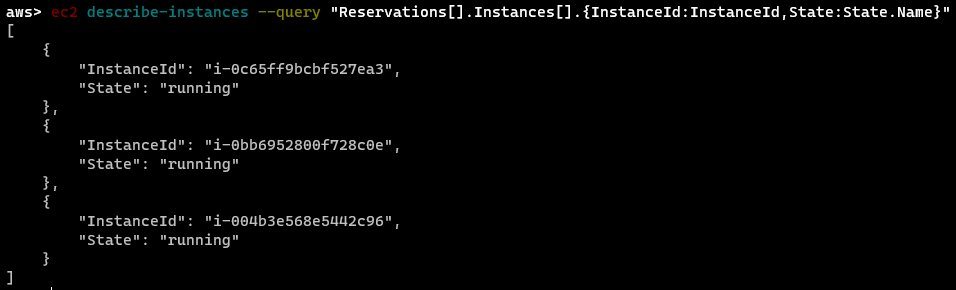 aws> ec2 describe-instances --query "Reservations[].Instances[].{InstanceId:InstanceId,State:State.Name}"
[
    {
        "InstanceId": "i-0c65ff9bcbf527ea3",
        "State": "running"
    },
    {
        "InstanceId": "i-0bb6952800f728c0e",
        "State": "running"
    },
    {
        "InstanceId": "i-004b3e568e5442c96",
        "State": "running"
    }
]